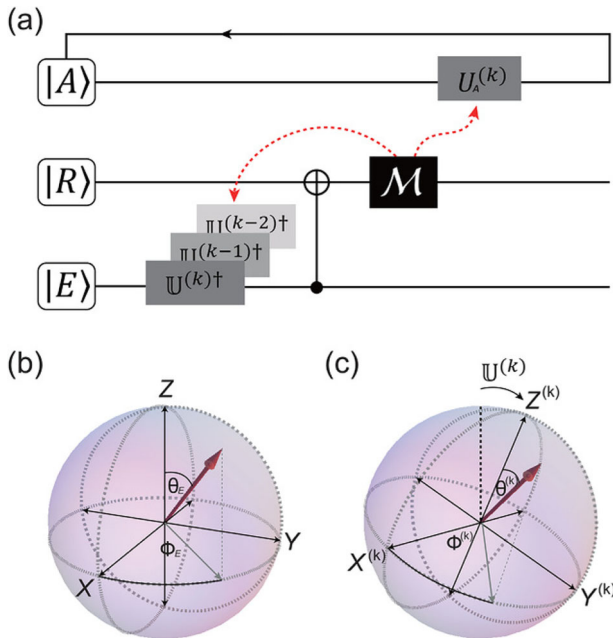 (a)
|A⟩
U_A^(k)
|R⟩
M
𝕌^(k−2)†
𝕌^(k−1)†
|E⟩
𝕌^(k)†
(b)
Z
θ_E
Φ_E
X
Y
(c)
𝕌^(k)
Z^(k)
θ^(k)
Φ^(k)
X^(k)
Y^(k)